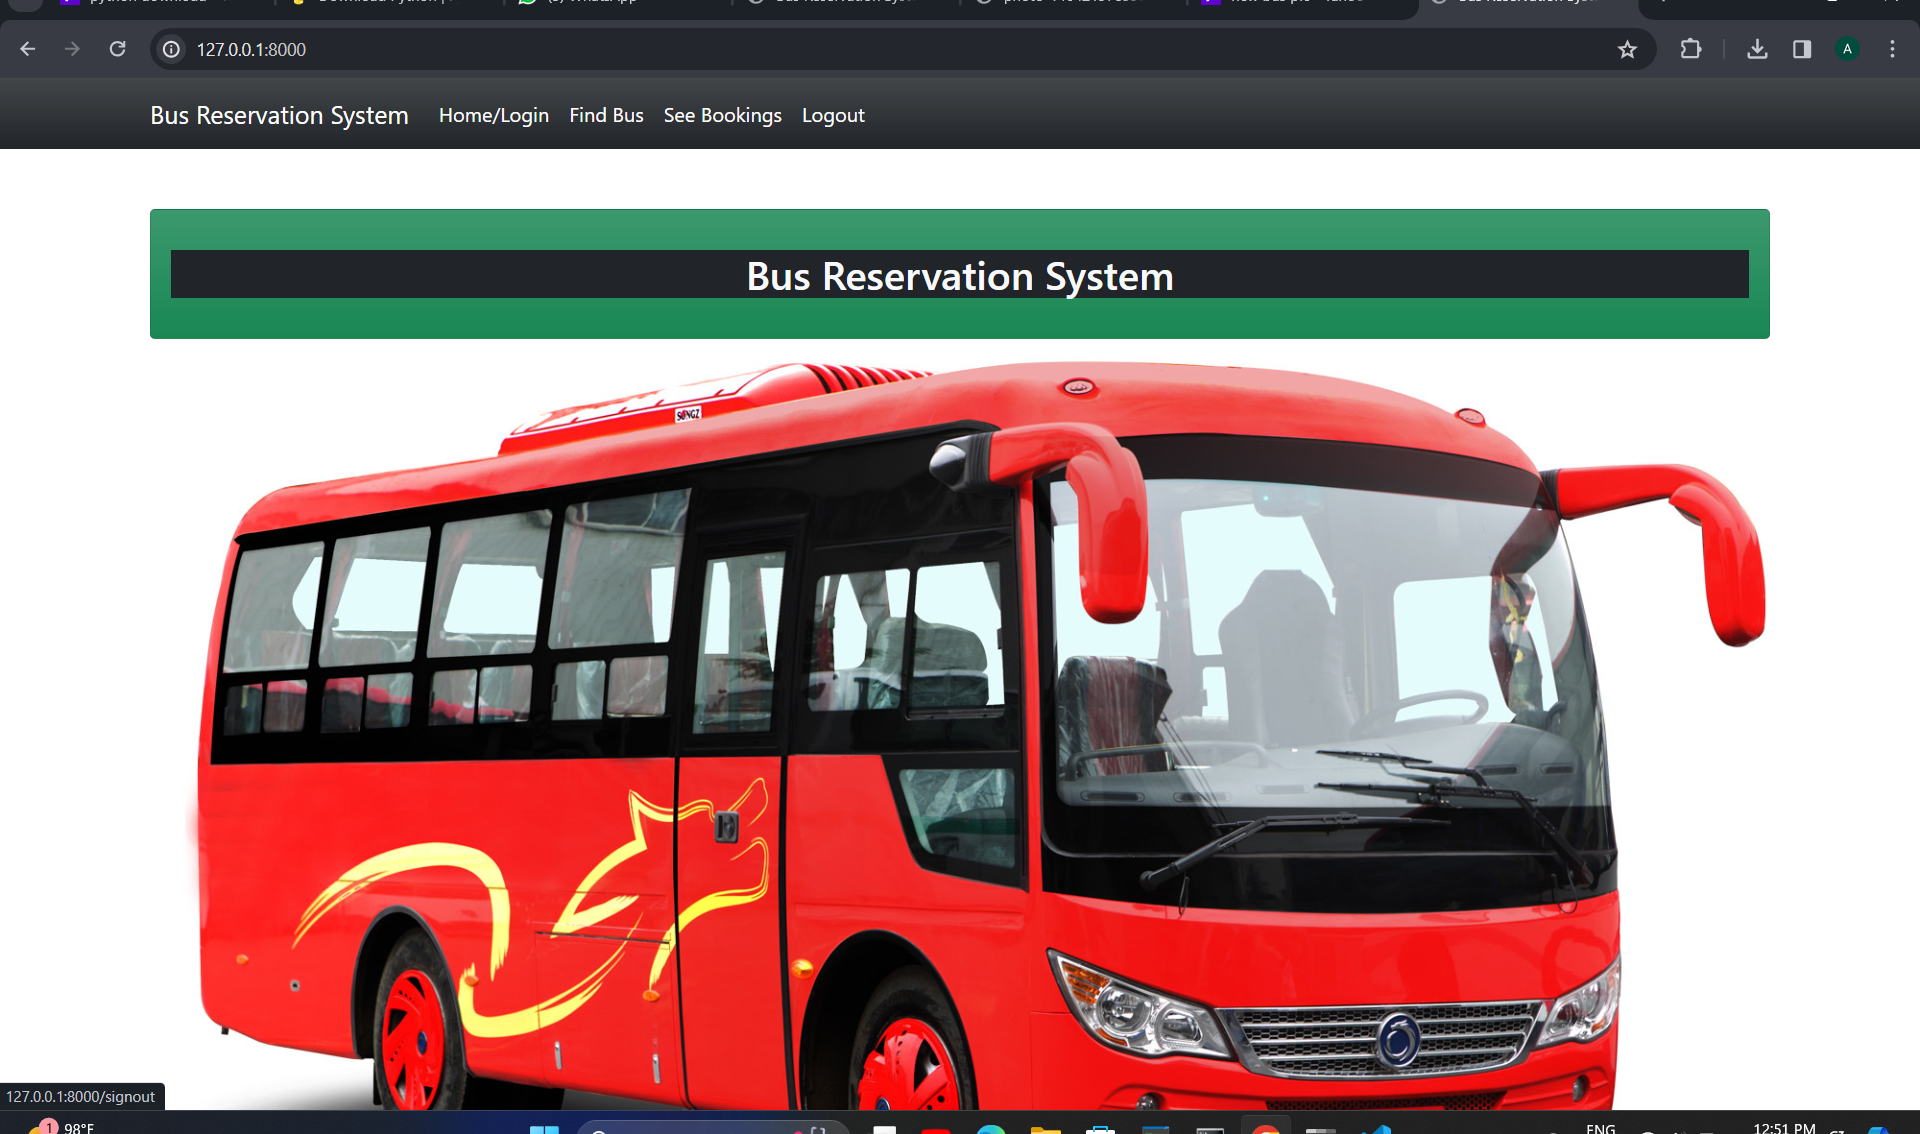 127.0.0.1:8000
Bus Reservation System Home/Login Find Bus See Bookings Logout
Bus Reservation System
SONGZ
127.0.0.1:8000/signout
1 98°F
ENG
12:51 PM
A